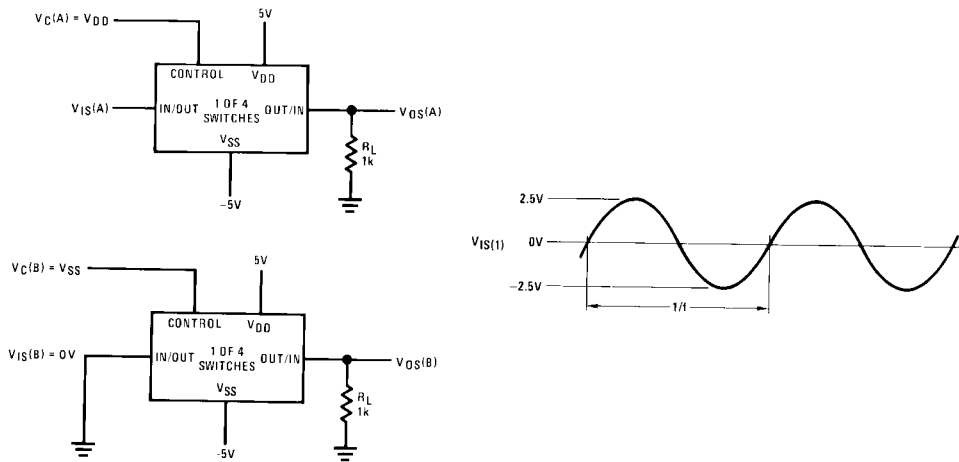 VC(A) = VDD
5V
CONTROL VDD
VIS(A) IN/OUT 1 OF 4 SWITCHES OUT/IN VOS(A)
VSS
RL
1k
-5V
VC(B) = VSS
5V
CONTROL VDD
VIS(B) = 0V IN/OUT 1 OF 4 SWITCHES OUT/IN VOS(B)
VSS
RL
1k
-5V
2.5V
VIS(1) 0V
-2.5V
1/f